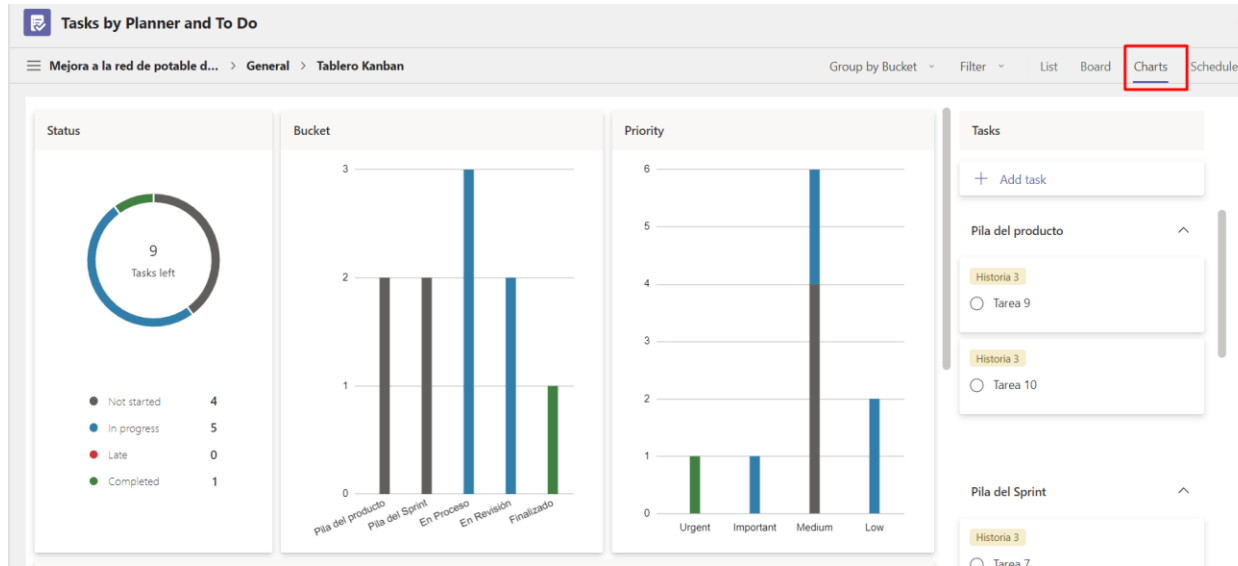 Tasks by Planner and To Do
Mejora a la red de potable d... > General > Tablero Kanban
Group by Bucket
Filter
List
Board
Charts
Schedule
Status
9
Tasks left
Not started 4
In progress 5
Late 0
Completed 1
Bucket
3
2
1
0
Pila del producto
Pila del Sprint
En Proceso
En Revisión
Finalizado
Priority
6
5
4
3
2
1
0
Urgent
Important
Medium
Low
Tasks
+ Add task
Pila del producto
Historia 3
Tarea 9
Historia 3
Tarea 10
Pila del Sprint
Historia 3
Tarea 7